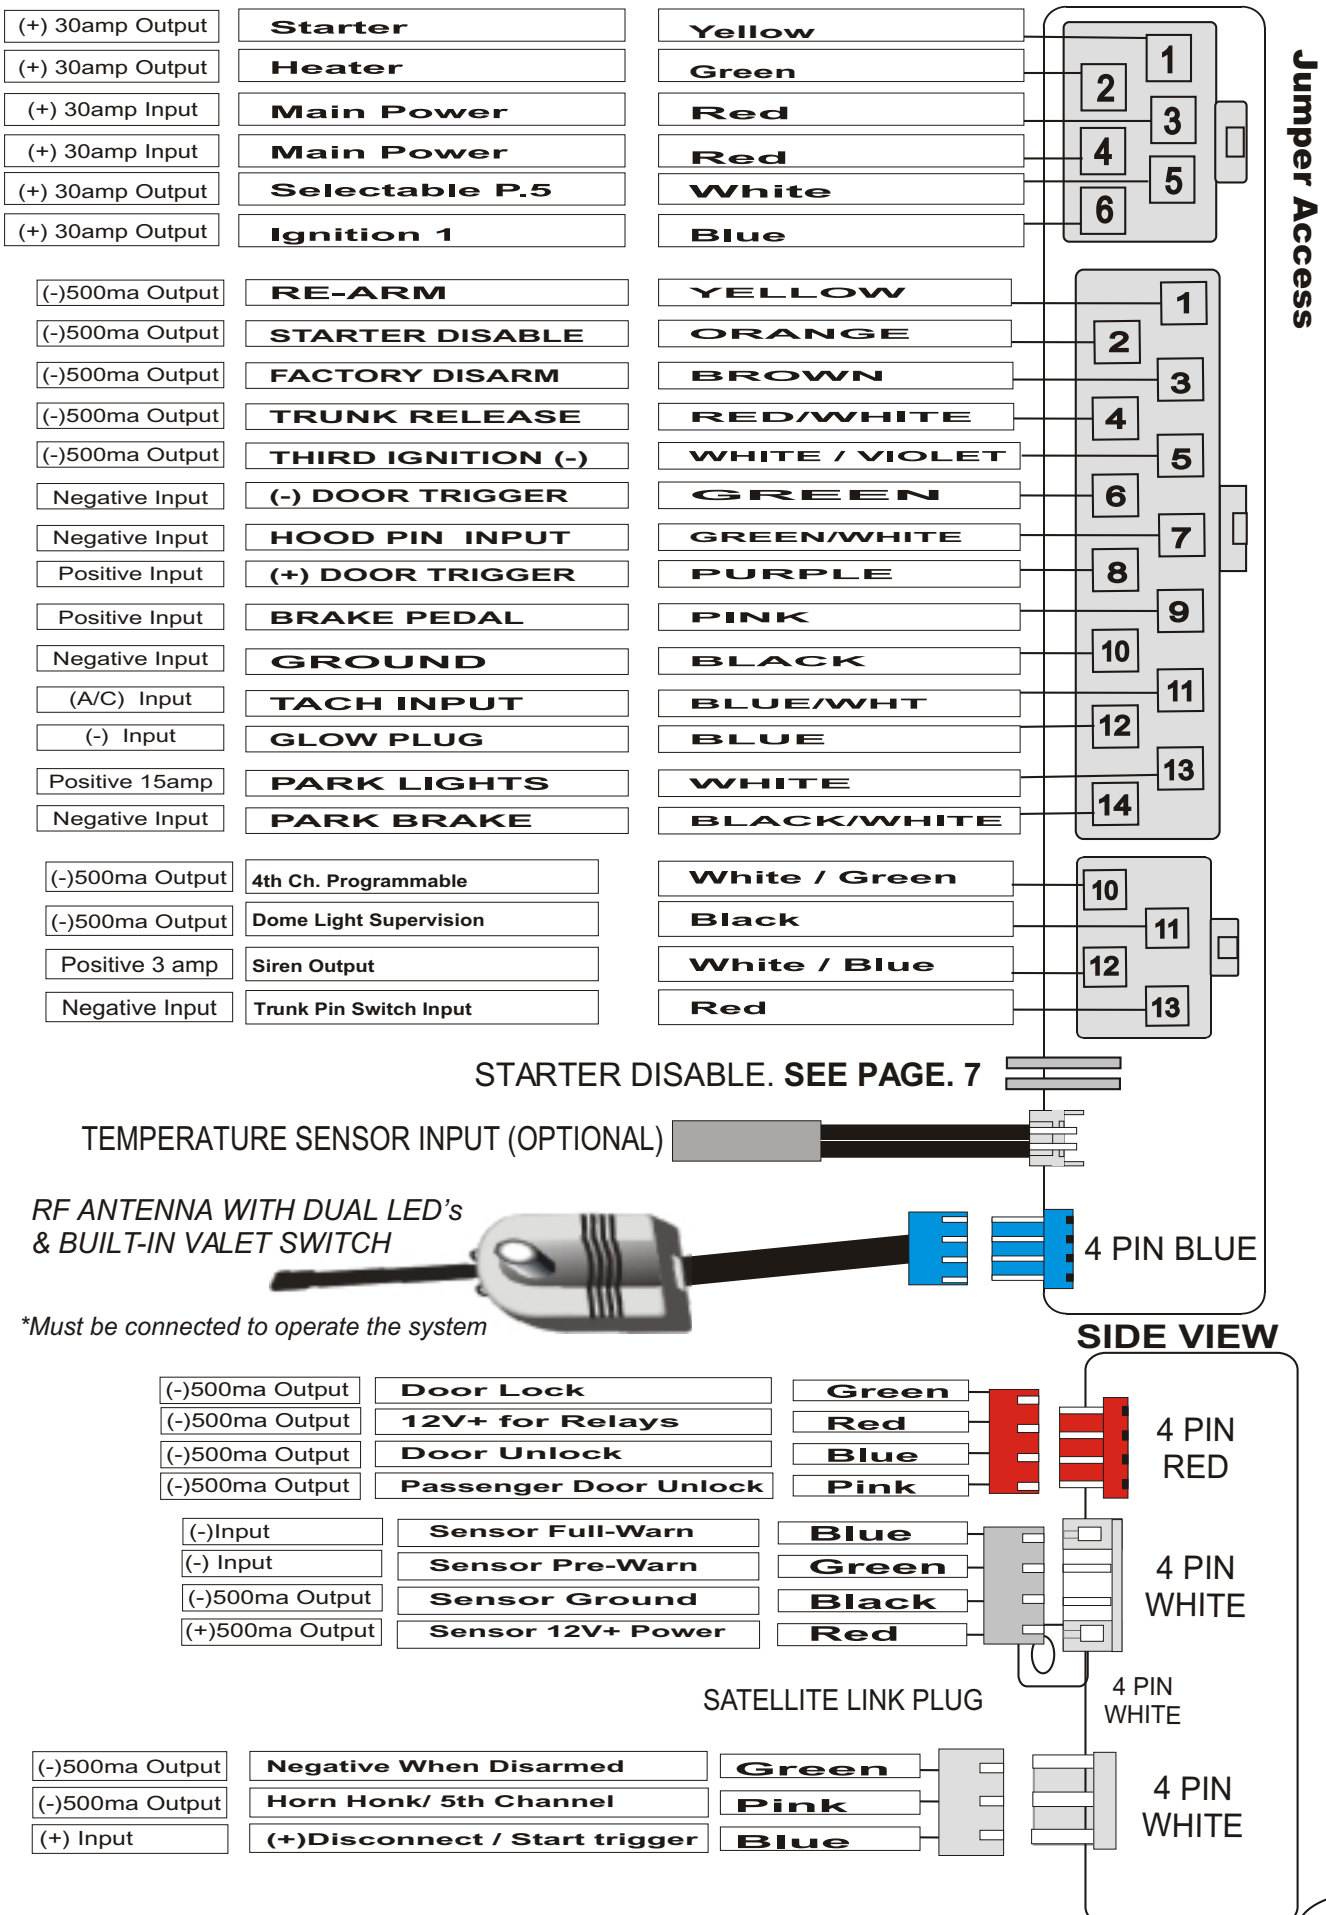 (+) 30amp Output Starter Yellow 1
(+) 30amp Output Heater Green 2
(+) 30amp Input Main Power Red 3
(+) 30amp Input Main Power Red 4
(+) 30amp Output Selectable P.5 White 5
(+) 30amp Output Ignition 1 Blue 6
Jumper Access
(-)500ma Output RE-ARM YELLOW 1
(-)500ma Output STARTER DISABLE ORANGE 2
(-)500ma Output FACTORY DISARM BROWN 3
(-)500ma Output TRUNK RELEASE RED/WHITE 4
(-)500ma Output THIRD IGNITION (-) WHITE / VIOLET 5
Negative Input (-) DOOR TRIGGER GREEN 6
Negative Input HOOD PIN INPUT GREEN/WHITE 7
Positive Input (+) DOOR TRIGGER PURPLE 8
Positive Input BRAKE PEDAL PINK 9
Negative Input GROUND BLACK 10
(A/C) Input TACH INPUT BLUE/WHT 11
(-) Input GLOW PLUG BLUE 12
Positive 15amp PARK LIGHTS WHITE 13
Negative Input PARK BRAKE BLACK/WHITE 14
(-)500ma Output 4th Ch. Programmable White / Green 10
(-)500ma Output Dome Light Supervision Black 11
Positive 3 amp Siren Output White / Blue 12
Negative Input Trunk Pin Switch Input Red 13
STARTER DISABLE. SEE PAGE. 7
TEMPERATURE SENSOR INPUT (OPTIONAL)
RF ANTENNA WITH DUAL LED's
& BUILT-IN VALET SWITCH
4 PIN BLUE
*Must be connected to operate the system
SIDE VIEW
(-)500ma Output Door Lock Green
(-)500ma Output 12V+ for Relays Red
(-)500ma Output Door Unlock Blue
(-)500ma Output Passenger Door Unlock Pink
4 PIN
RED
(-)Input Sensor Full-Warn Blue
(-) Input Sensor Pre-Warn Green
(-)500ma Output Sensor Ground Black
(+)500ma Output Sensor 12V+ Power Red
4 PIN
WHITE
SATELLITE LINK PLUG
4 PIN
WHITE
(-)500ma Output Negative When Disarmed Green
(-)500ma Output Horn Honk/ 5th Channel Pink
(+) Input (+)Disconnect / Start trigger Blue
4 PIN
WHITE